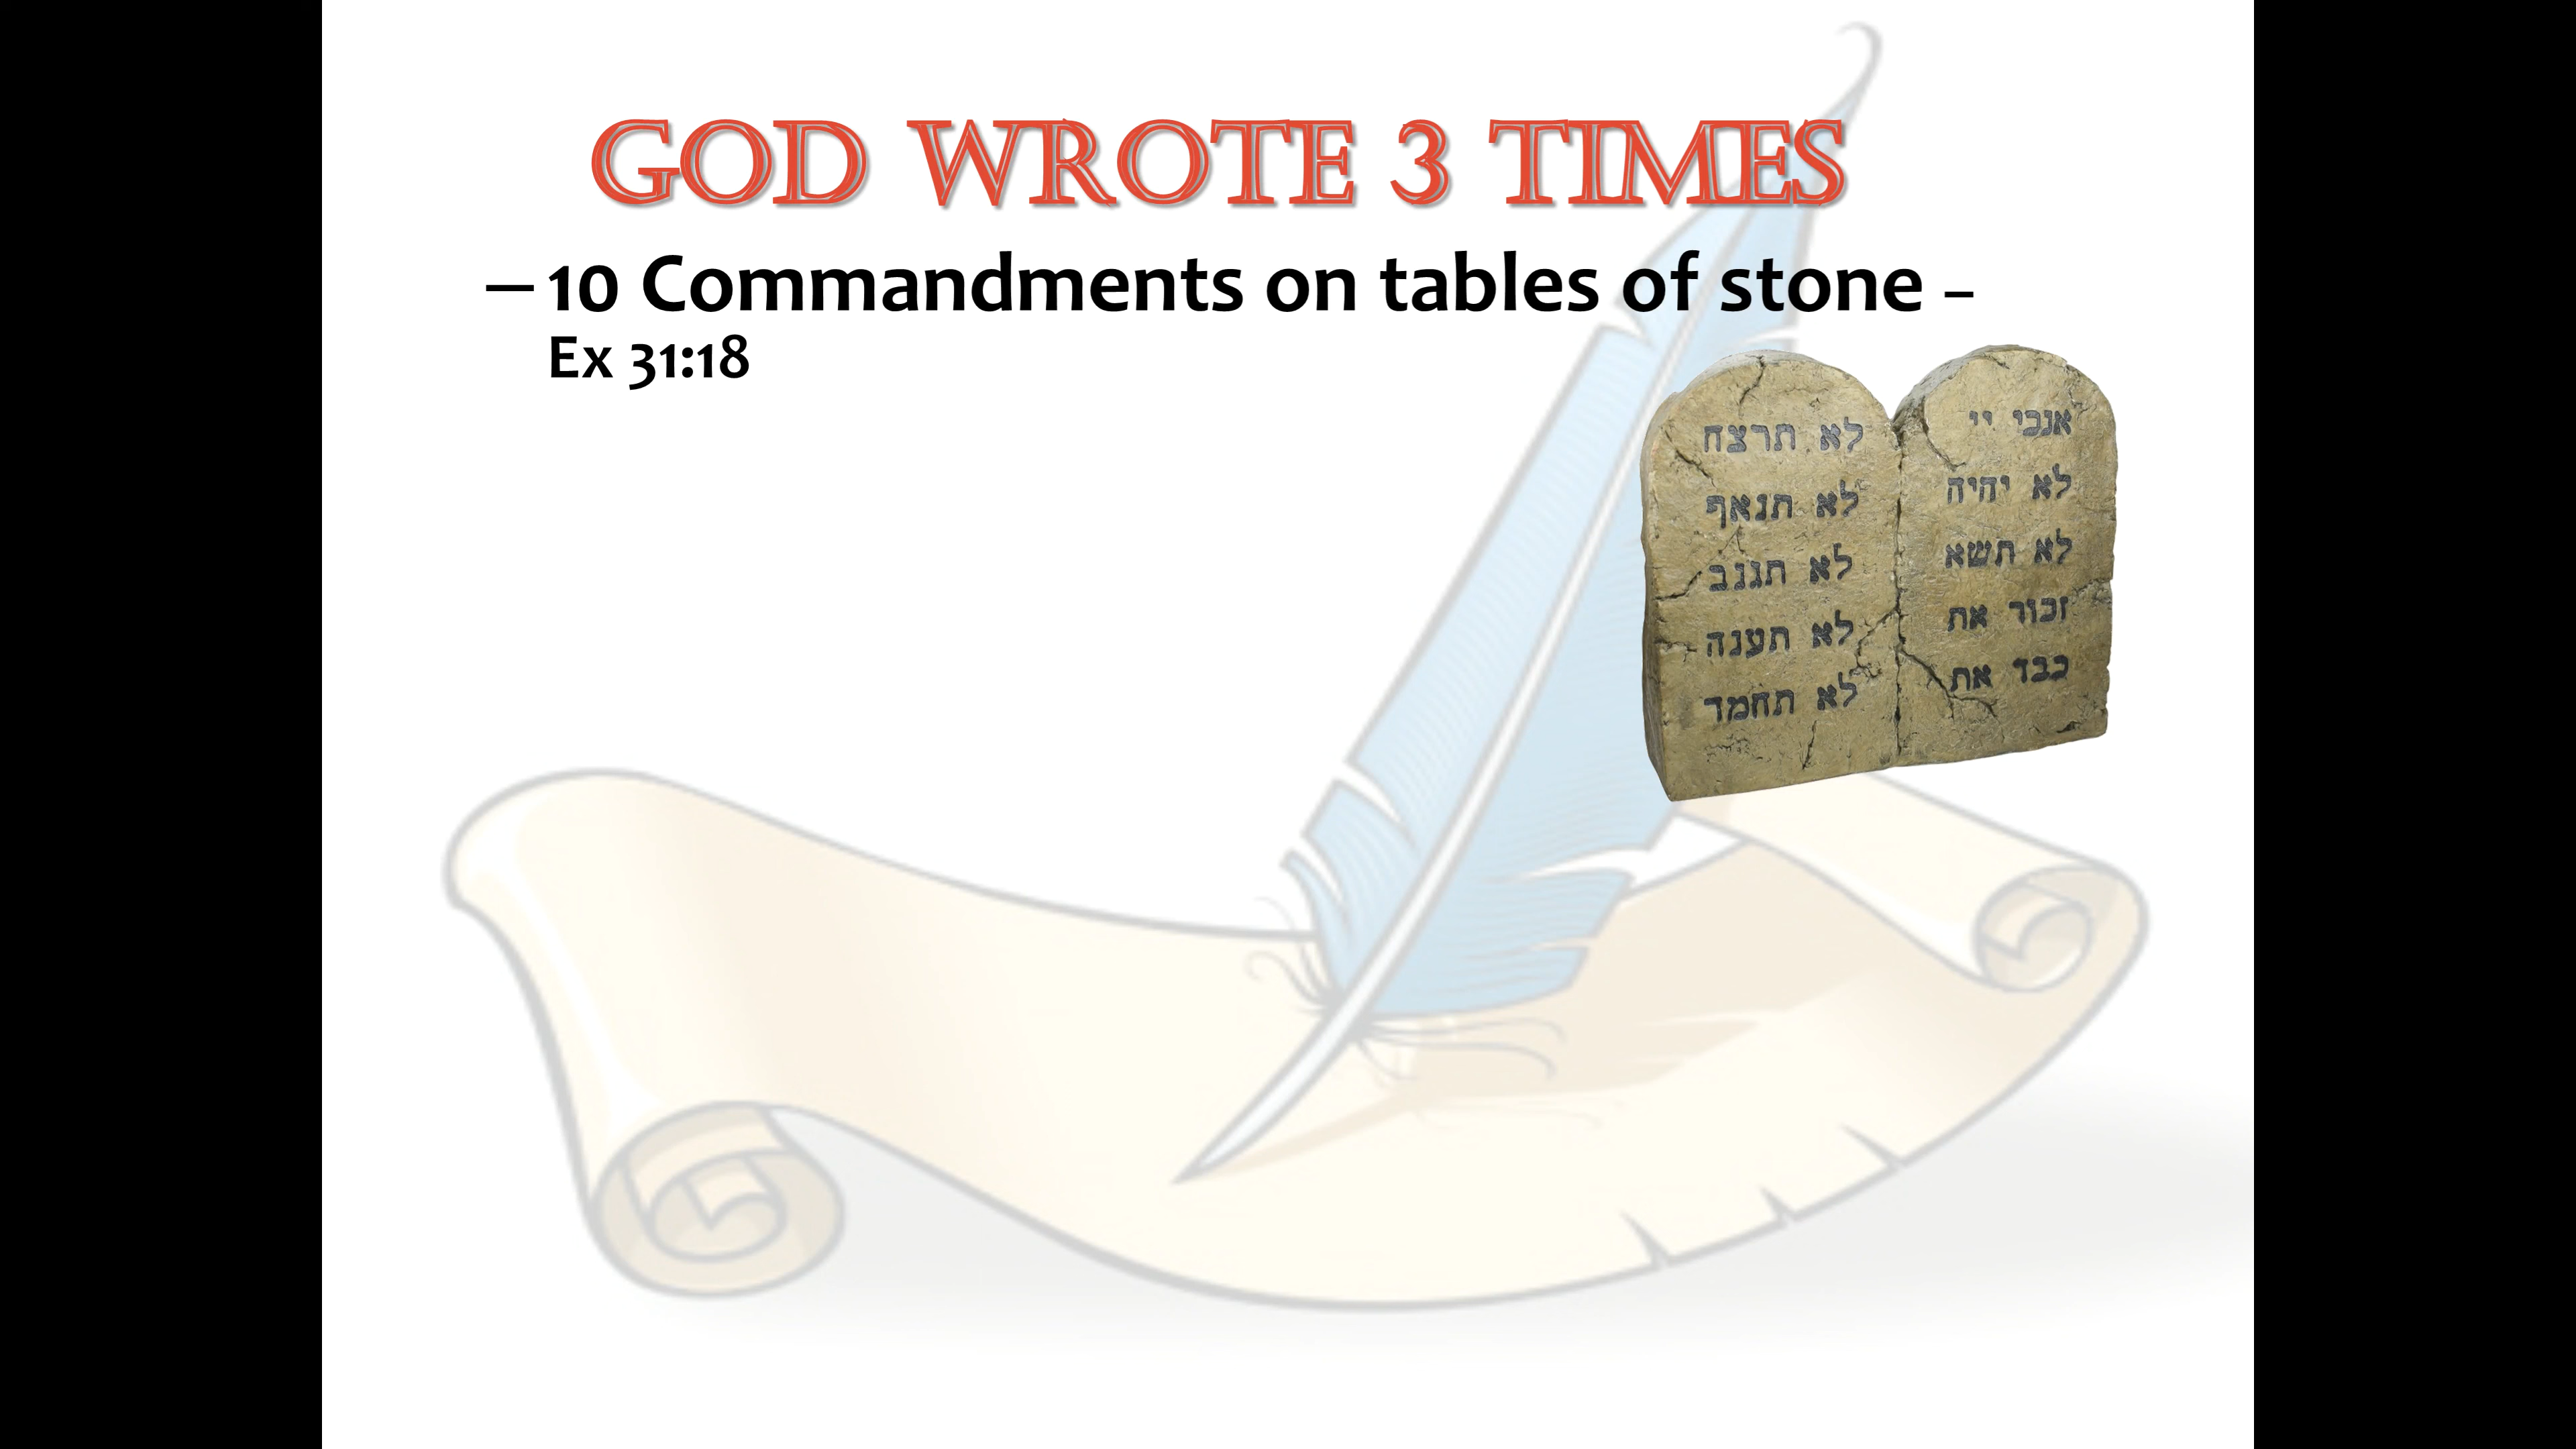 GOD WROTE 3 TIMES
– 10 Commandments on tables of stone –
Ex 31:18
אנכי יי
לא יהיה
לא תשא
זכור את
כבד את
לא תרצח
לא תנאף
לא תגנב
לא תענה
לא תחמד